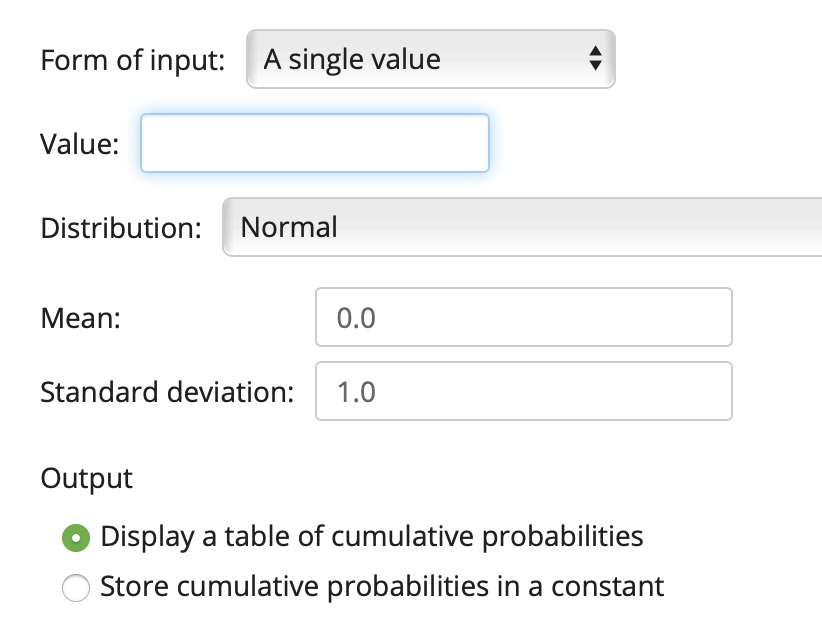 Form of input: A single value
Value:
Distribution: Normal
Mean: 0.0
Standard deviation: 1.0
Output
Display a table of cumulative probabilities
Store cumulative probabilities in a constant